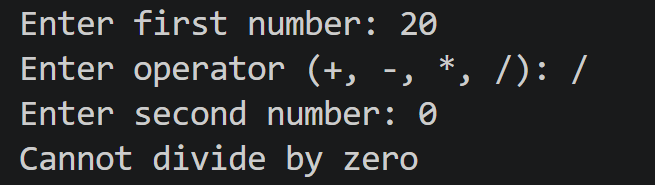 Enter first number: 20
Enter operator (+, -, *, /): /
Enter second number: 0
Cannot divide by zero